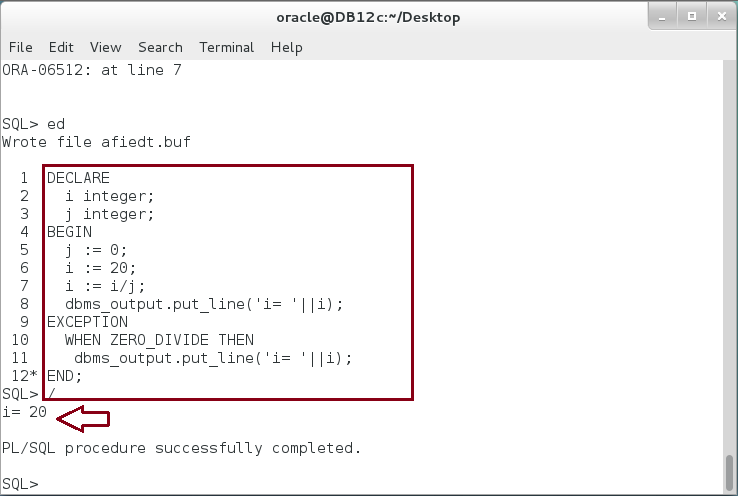 oracle@DB12c:~/Desktop
File Edit View Search Terminal Help
ORA-06512: at line 7
SQL> ed
Wrote file afiedt.buf
1 DECLARE
2 i integer;
3 j integer;
4 BEGIN
5 j := 0;
6 i := 20;
7 i := i/j;
8 dbms_output.put_line('i= '||i);
9 EXCEPTION
10 WHEN ZERO_DIVIDE THEN
11 dbms_output.put_line('i= '||i);
12* END;
SQL> /
i= 20
PL/SQL procedure successfully completed.
SQL>